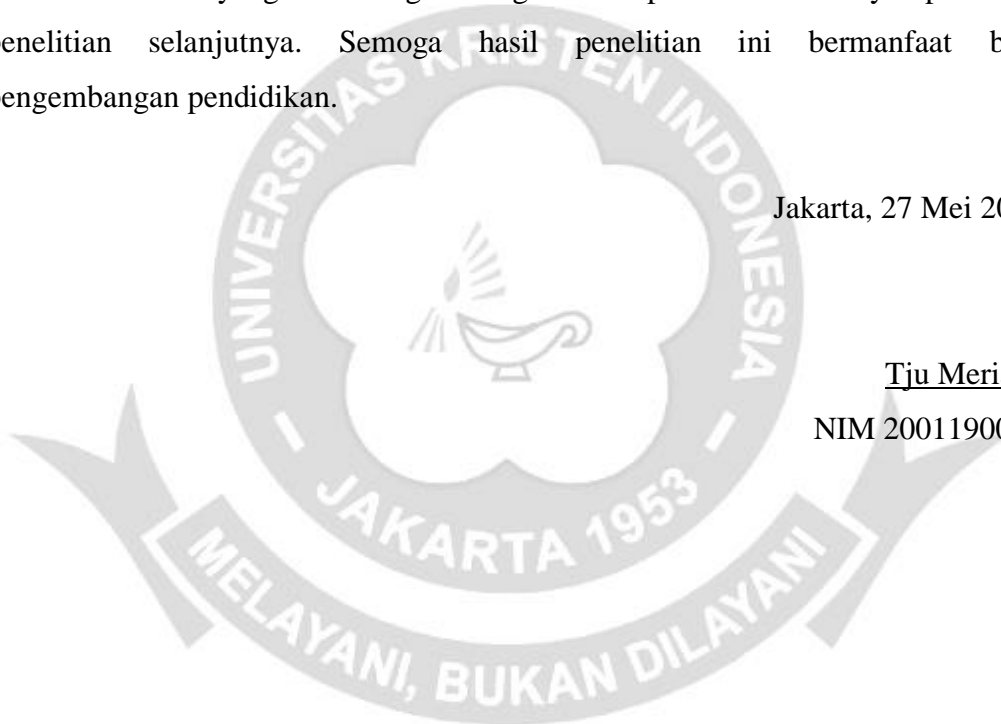 penelitian selanjutnya. Semoga hasil penelitian ini bermanfaat
pengembangan pendidikan.
Jakarta, 27 Mei
Tju Meri
NIM 20011900
UNIVERSITAS KRISTEN INDONESIA
- JAKARTA 1953 -
MELAYANI, BUKAN DILAYANI